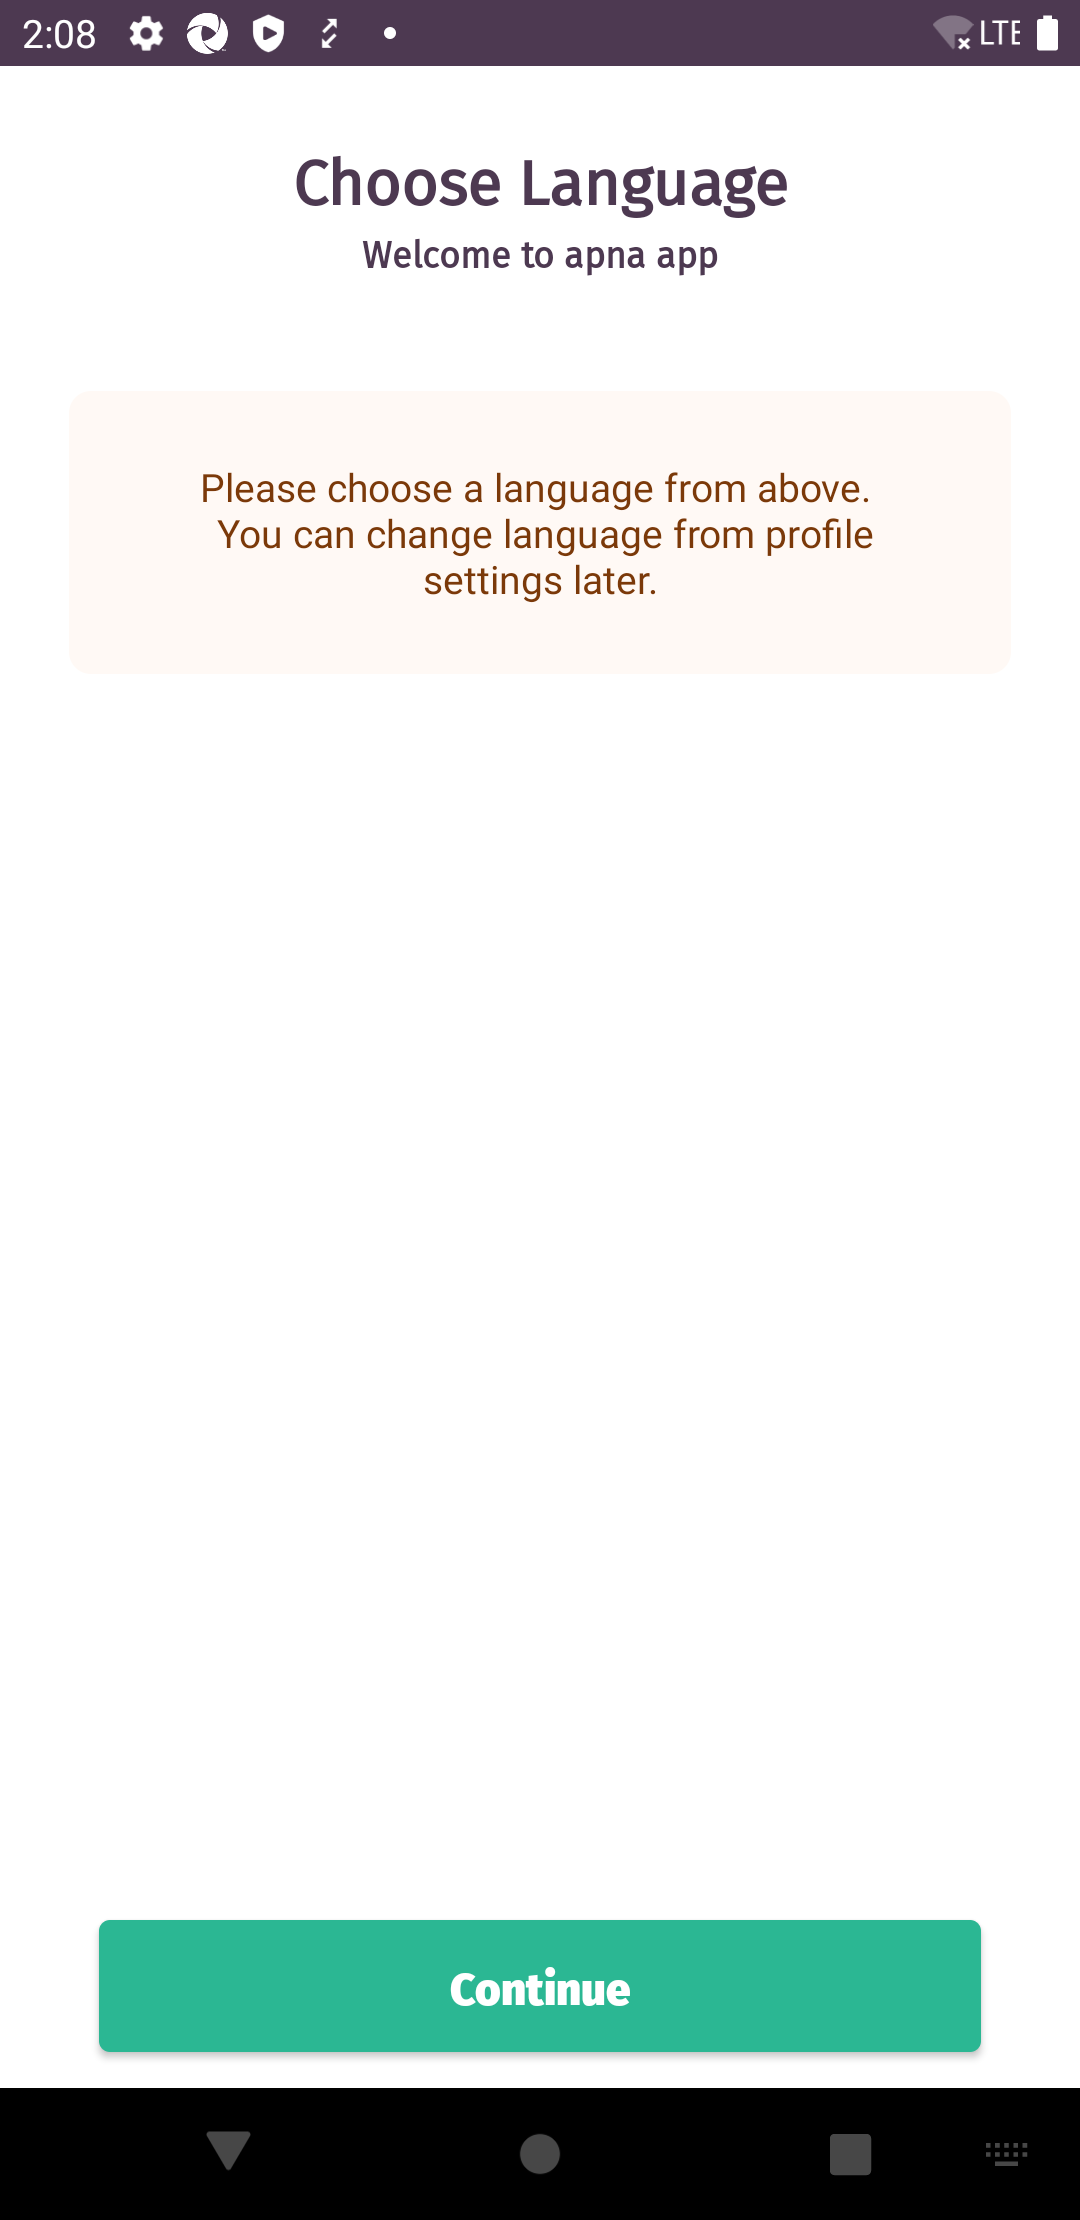 2:08
LTE
Choose Language
Welcome to apna app
Please choose a language from above.
You can change language from profile
settings later.
Continue